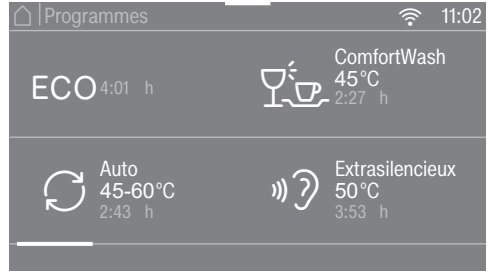 Programmes 11:02
ECO 4:01 h
ComfortWash
45°C
2:27 h
Auto
45-60°C
2:43 h
Extrasilencieux
50°C
3:53 h